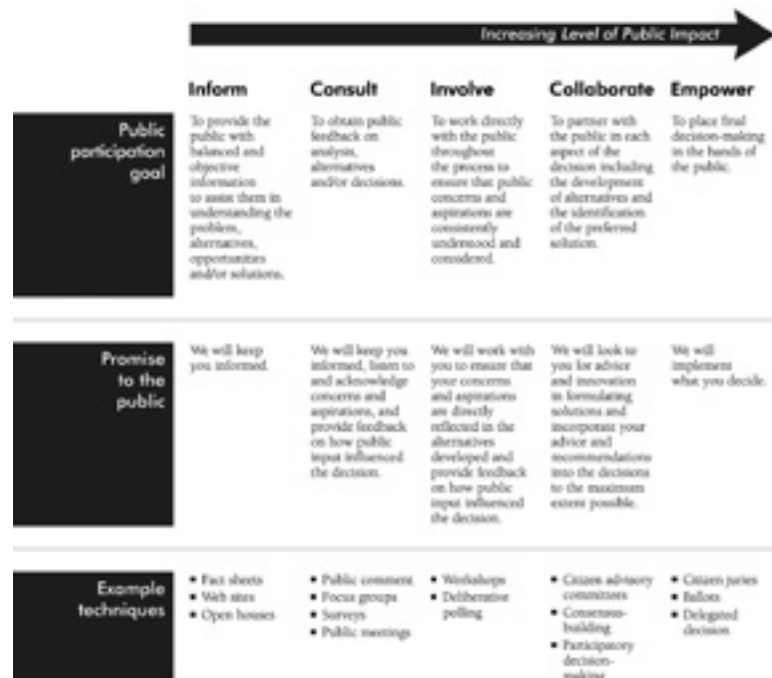 Increasing Level of Public Impact
Inform
Consult
Involve
Collaborate
Empower
Public
participation
goal
To provide the
public with
balanced and
objective
information
to assist them in
understanding the
problem,
alternatives,
opportunities
and/or solutions.
To obtain public
feedback on
analysis,
alternatives
and/or decisions.
To work directly
with the public
throughout
the process to
ensure that public
concerns and
aspirations are
consistently
understood and
considered.
To partner with
the public in each
aspect of the
decision including
the development
of alternatives and
the identification
of the preferred
solution.
To place final
decision-making
in the hands of
the public.
Promise
to the
public
We will keep
you informed.
We will keep you
informed, listen to
and acknowledge
concerns and
aspirations, and
provide feedback
on how public
input influenced
the decision.
We will work with
you to ensure that
your concerns
and aspirations
are directly
reflected in the
alternatives
developed and
provide feedback
on how public
input influenced
the decision.
We will look to
you for advice
and innovation
in formulating
solutions and
incorporate your
advice and
recommendations
into the decisions
to the maximum
extent possible.
We will
implement
what you decide.
Example
techniques
▪ Fact sheets
▪ Web sites
▪ Open houses
▪ Public comment
▪ Focus groups
▪ Surveys
▪ Public meetings
▪ Workshops
▪ Deliberative
polling
▪ Citizen advisory
committees
▪ Consensus-
building
▪ Participatory
decision-
making
▪ Citizen juries
▪ Ballots
▪ Delegated
decision